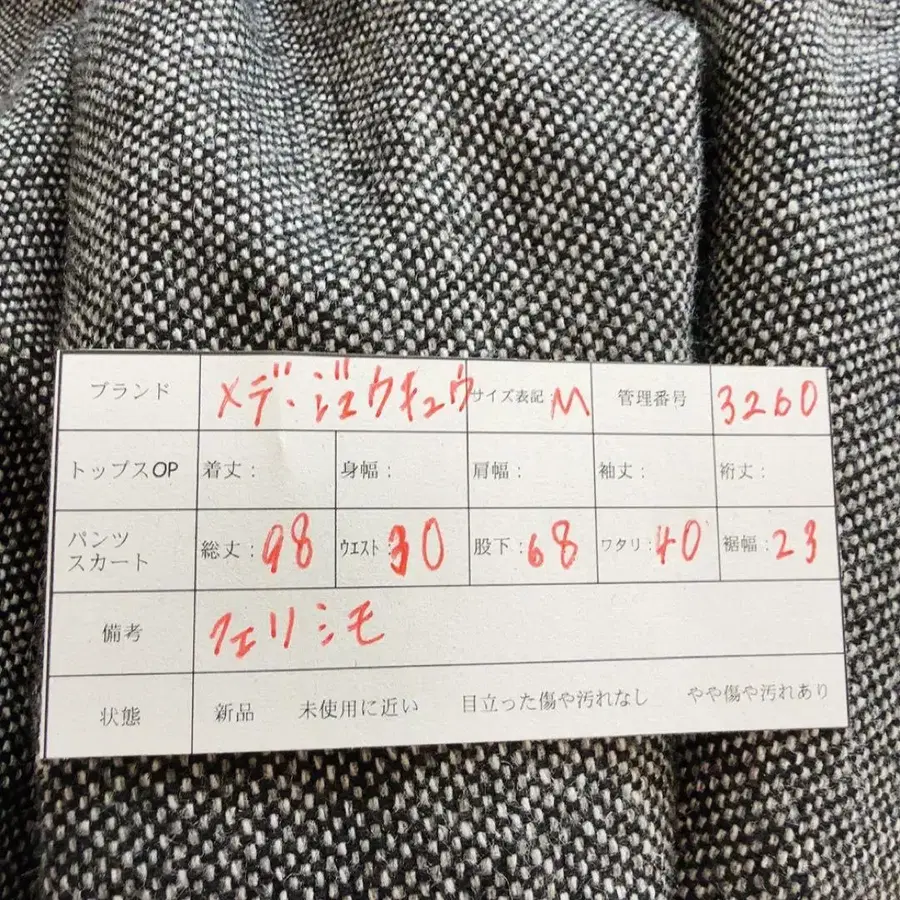 ブランド メデ・ジュウキュウ サイズ表記: M 管理番号 3260
トップスOP 着丈: 身幅: 肩幅: 袖丈: 裄丈:
パンツ
スカート 総丈: 98 ウエスト: 30 股下: 68 ワタリ: 40 裾幅: 23
備考 フェリシモ
状態 新品 未使用に近い 目立った傷や汚れなし やや傷や汚れあり